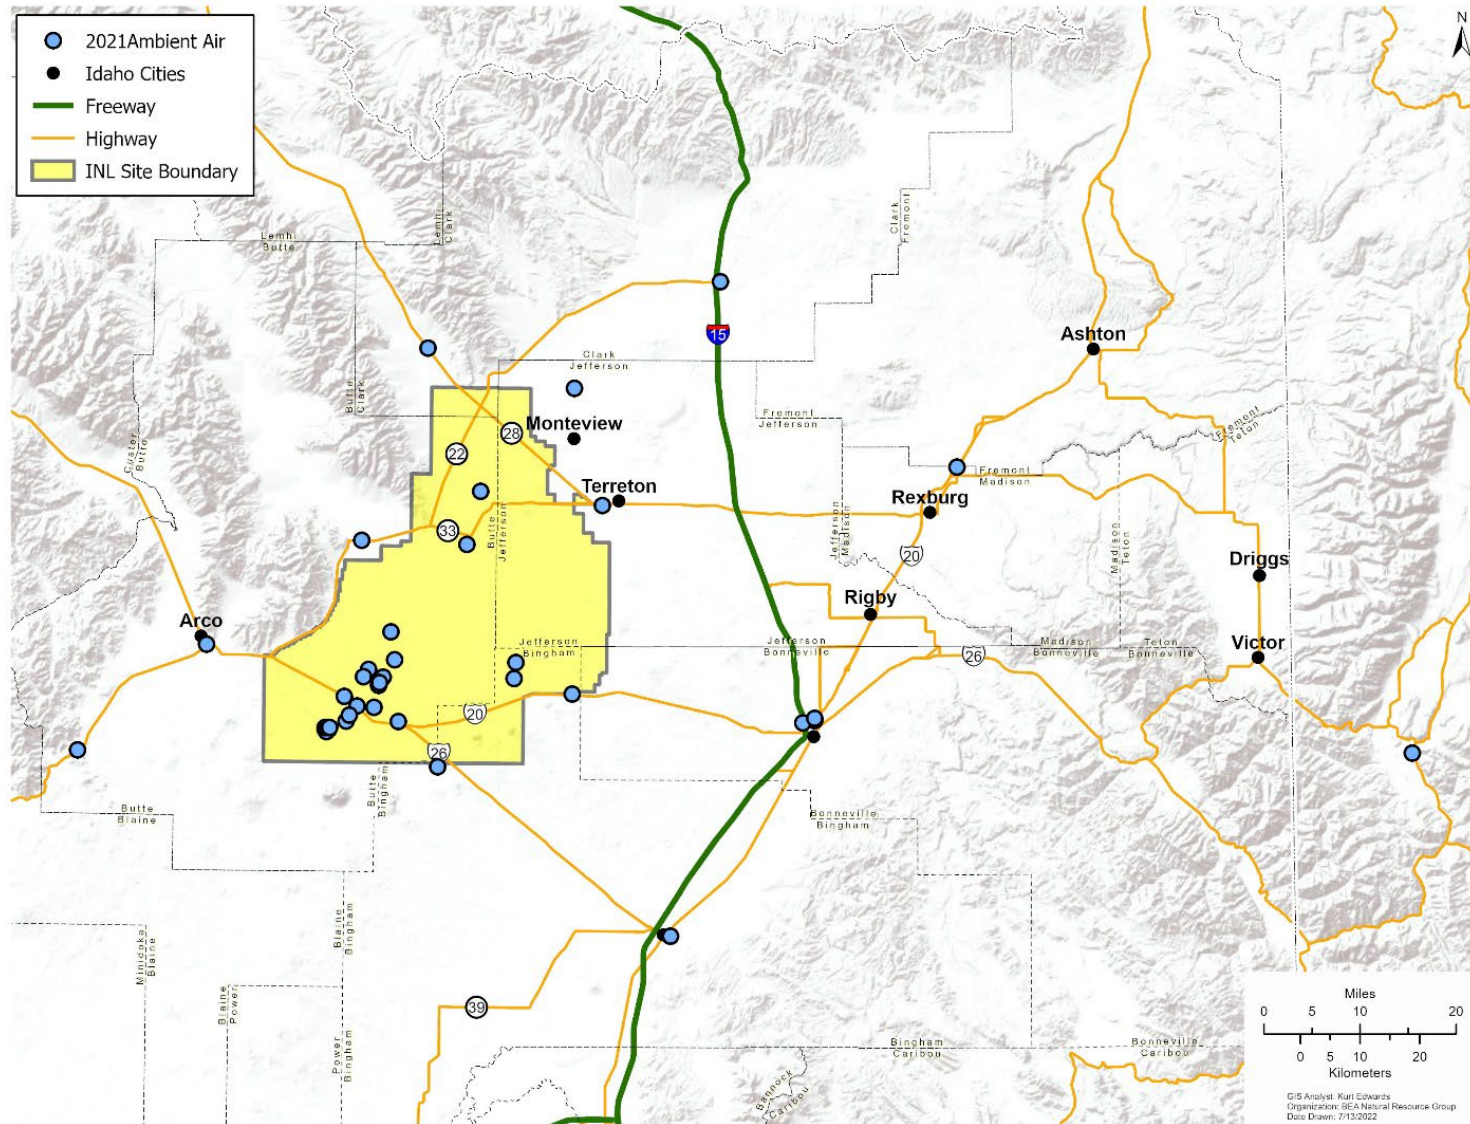 2021Ambient Air
Idaho Cities
Freeway
Highway
INL Site Boundary
N
Lemhi
Butte
Lemhi
Clark
Clark
Fremont
15
Ashton
Clark
Jefferson
Butte
Clark
Custer
Butte
Monteview
28
22
Fremont
Jefferson
Fremont
Teton
Terreton
Fremont
Madison
Rexburg
33
Butte
Jefferson
Jefferson
Madison
20
Madison
Teton
Driggs
Rigby
Arco
Jefferson
Bingham
Jefferson
Bonneville
Madison
Bonneville
Teton
Bonneville
Victor
26
20
26
Butte
Bingham
Butte
Blaine
Bonneville
Bingham
Minidoka
Blaine
Blaine
Bingham
Blaine
Power
39
Power
Bingham
Bingham
Caribou
Bonneville
Caribou
Bannock
Caribou
Miles
0 5 10 20
0 5 10 20
Kilometers
GIS Analyst: Kurt Edwards
Organization: BEA Natural Resource Group
Date Drawn: 7/13/2022